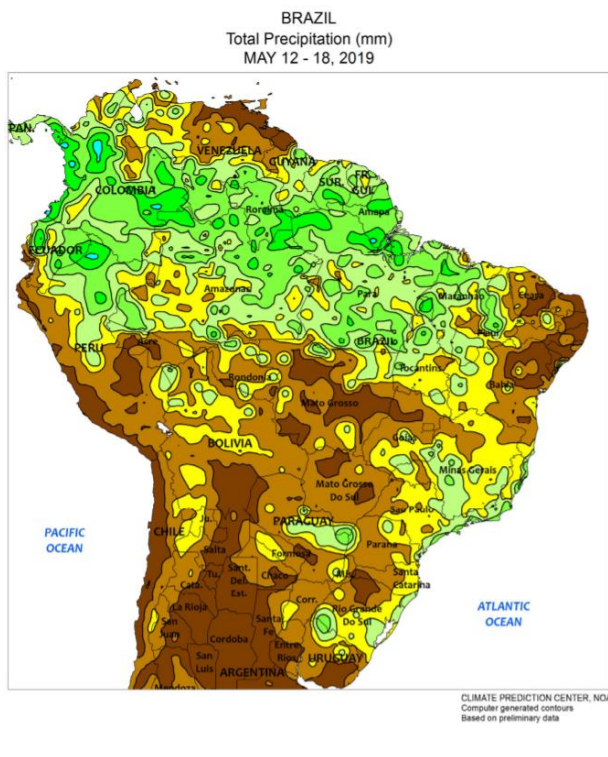 BRAZIL
Total Precipitation (mm)
MAY 12 - 18, 2019
PAN.
VENEZUELA
GUYANA
COLOMBIA
SUR.
FR.
GUI.
Roroima
Amapa
ECUADOR
Amazonas
Para
Maranhao
Ceara
PERU
Acre
BRAZIL
Piaui
Tocantins
Rondonia
Bahia
Mato Grosso
BOLIVIA
Goias
Minas Gerais
Mato Grosso
Do Sul
Sao Paulo
PACIFIC
OCEAN
CHILE
Ju.
PARAGUAY
Parana
Salta
Formosa
Tu.
Sant.
Del
Est.
Chaco
Mis.
Santa
Catarina
Cata.
La Rioja
Corr.
Rio Grande
Do Sul
ATLANTIC
OCEAN
San
Juan
Santa
Fe
Cordoba
Entre
Rios
San
Luis
URUGUAY
ARGENTINA
Mendoza
CLIMATE PREDICTION CENTER, NOA
Computer generated contours
Based on preliminary data